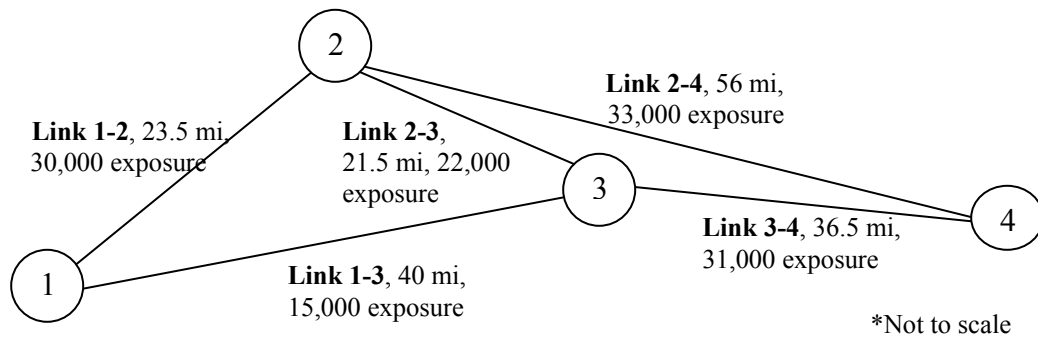 2
Link 2-4, 56 mi,
33,000 exposure
Link 1-2, 23.5 mi,
30,000 exposure
Link 2-3,
21.5 mi, 22,000
exposure
3
4
Link 3-4, 36.5 mi,
31,000 exposure
1
Link 1-3, 40 mi,
15,000 exposure
*Not to scale